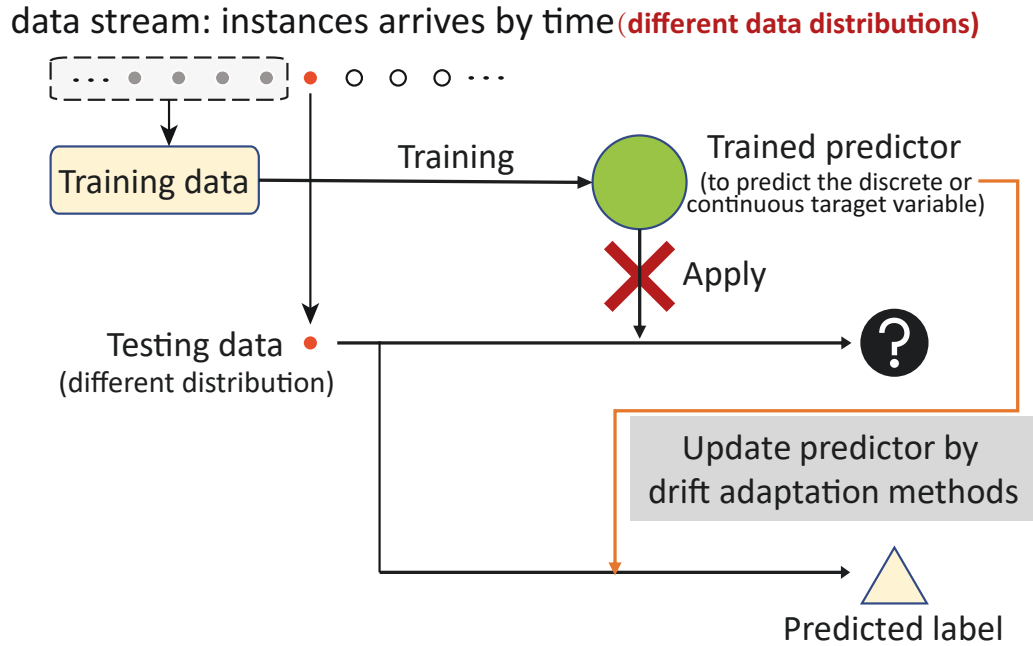 data stream: instances arrives by time (different data distributions)
Training data
Training
Trained predictor
(to predict the discrete or
continuous taraget variable)
Apply
Testing data
(different distribution)
?
Update predictor by
drift adaptation methods
Predicted label